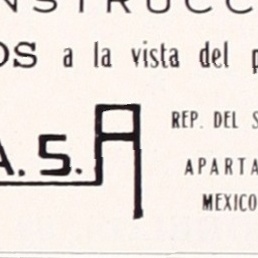 NSTRUCC
OS a la vista del p
A.S.A
REP. DEL S
APARTA
MEXICO